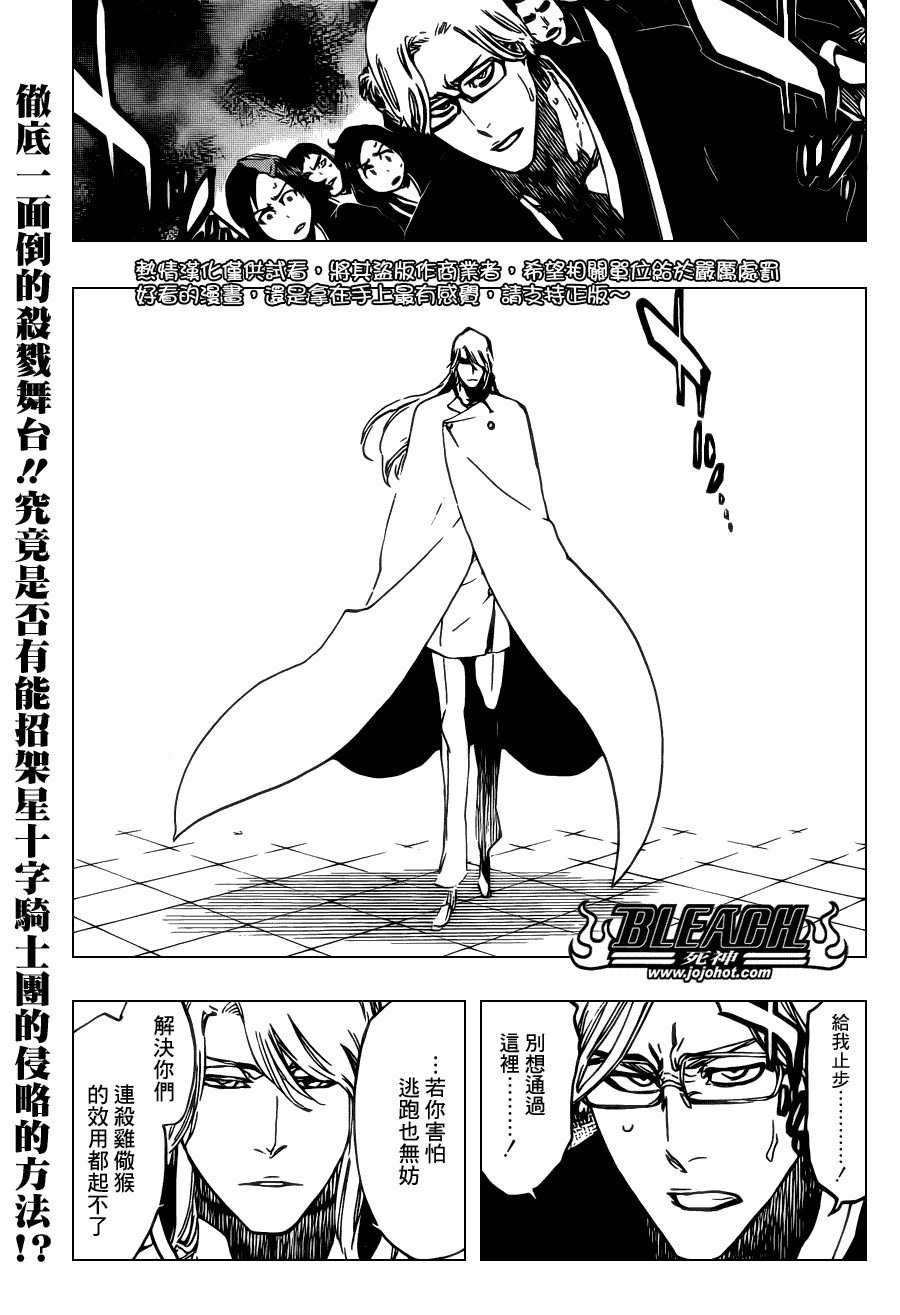 徹底一面倒的殺戮舞台!!究竟是否有能招架星十字騎士團的侵略的方法!?
熱情漢化僅供試看，將其盜版作商業者，希望相關單位給於嚴厲處罰
好看的漫畫，還是拿在手上最有感覺，請支持正版～
BLEACH
死神
www.jojohot.com
給我止步…………!
別想通過
這裡………!
…若你害怕
逃跑也無妨
解決你們
連殺雞儆猴
的效用都起不了